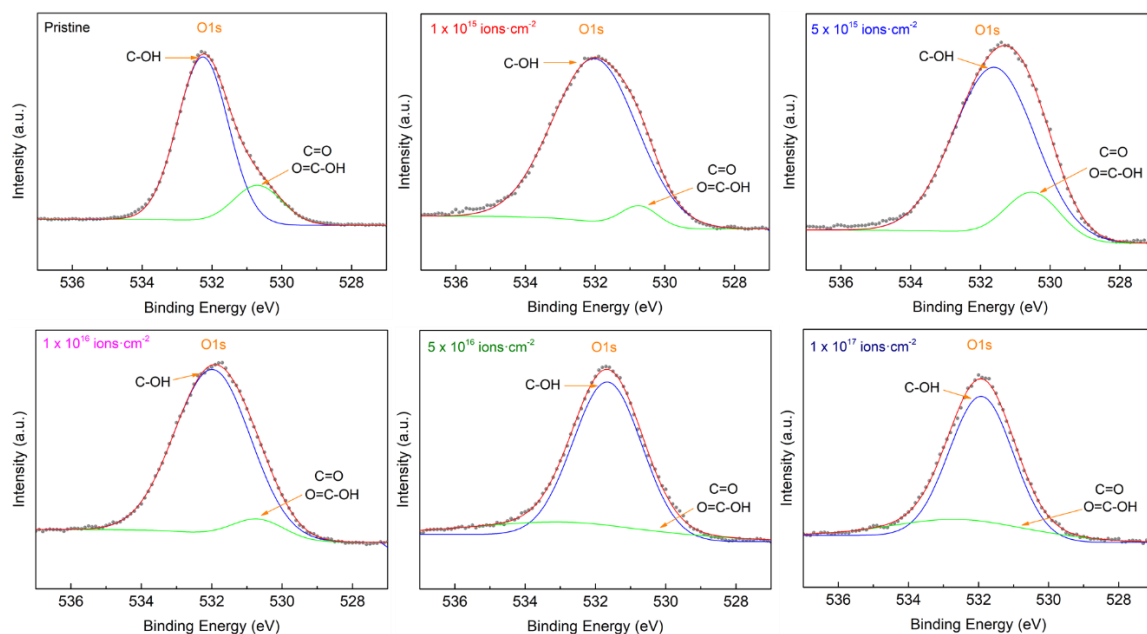 Pristine
O1s
C-OH
C=O
O=C-OH
Intensity (a.u.)
536 534 532 530 528
Binding Energy (eV)
1 x 10¹⁵ ions·cm⁻²
O1s
C-OH
C=O
O=C-OH
Intensity (a.u.)
536 534 532 530 528
Binding Energy (eV)
5 x 10¹⁵ ions·cm⁻²
O1s
C-OH
C=O
O=C-OH
Intensity (a.u.)
536 534 532 530 528
Binding Energy (eV)
1 x 10¹⁶ ions·cm⁻²
O1s
C-OH
C=O
O=C-OH
Intensity (a.u.)
536 534 532 530 528
Binding Energy (eV)
5 x 10¹⁶ ions·cm⁻²
O1s
C-OH
C=O
O=C-OH
Intensity (a.u.)
536 534 532 530 528
Binding Energy (eV)
1 x 10¹⁷ ions·cm⁻²
O1s
C-OH
C=O
O=C-OH
Intensity (a.u.)
536 534 532 530 528
Binding Energy (eV)